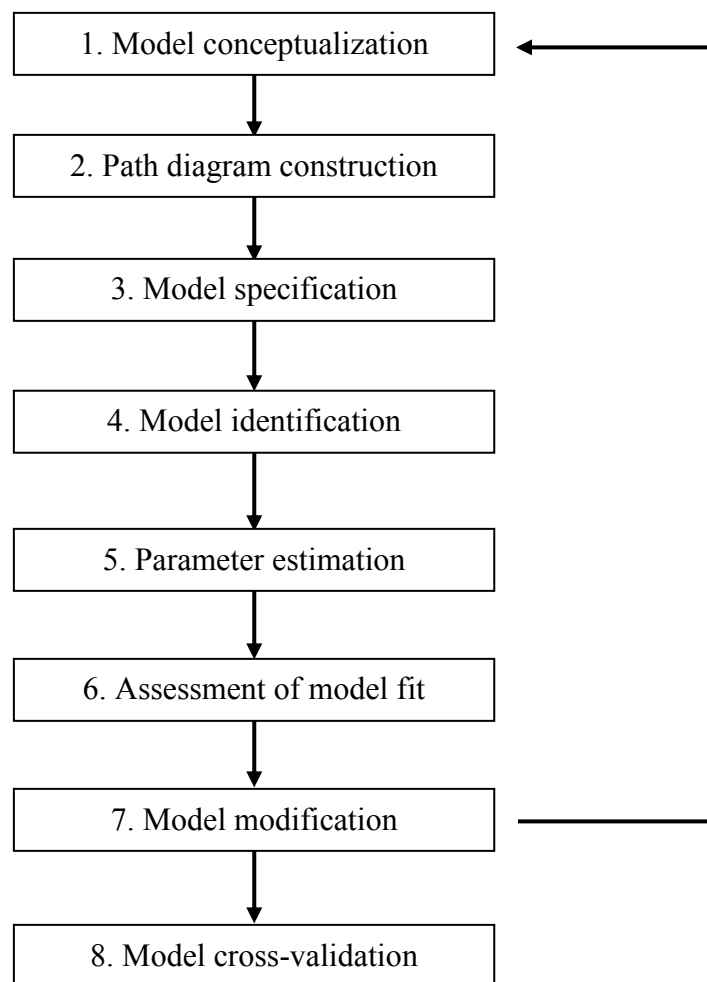 1. Model conceptualization
2. Path diagram construction
3. Model specification
4. Model identification
5. Parameter estimation
6. Assessment of model fit
7. Model modification
8. Model cross-validation